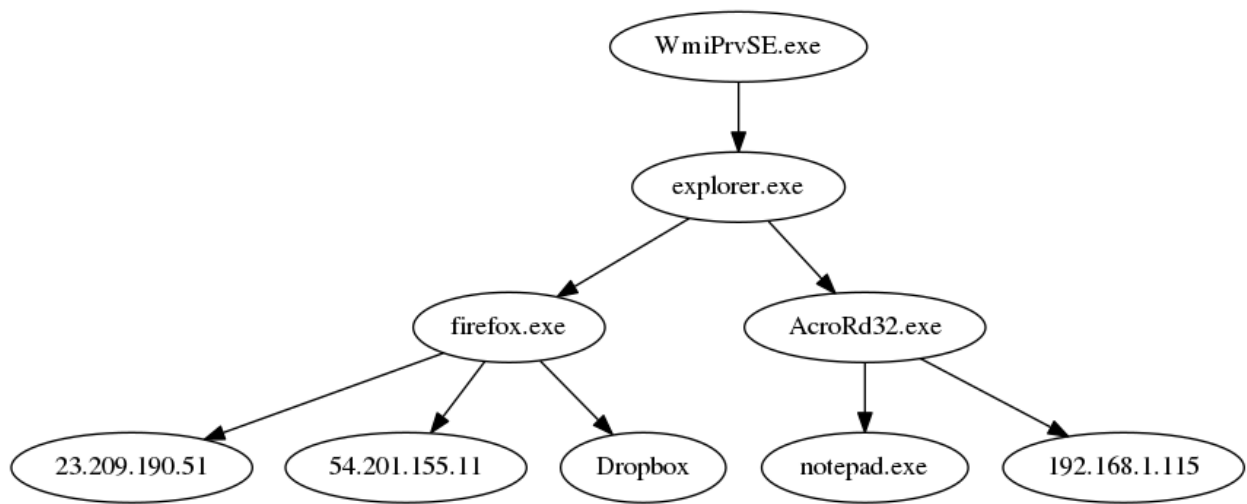 WmiPrvSE.exe
explorer.exe
firefox.exe
AcroRd32.exe
23.209.190.51
54.201.155.11
Dropbox
notepad.exe
192.168.1.115